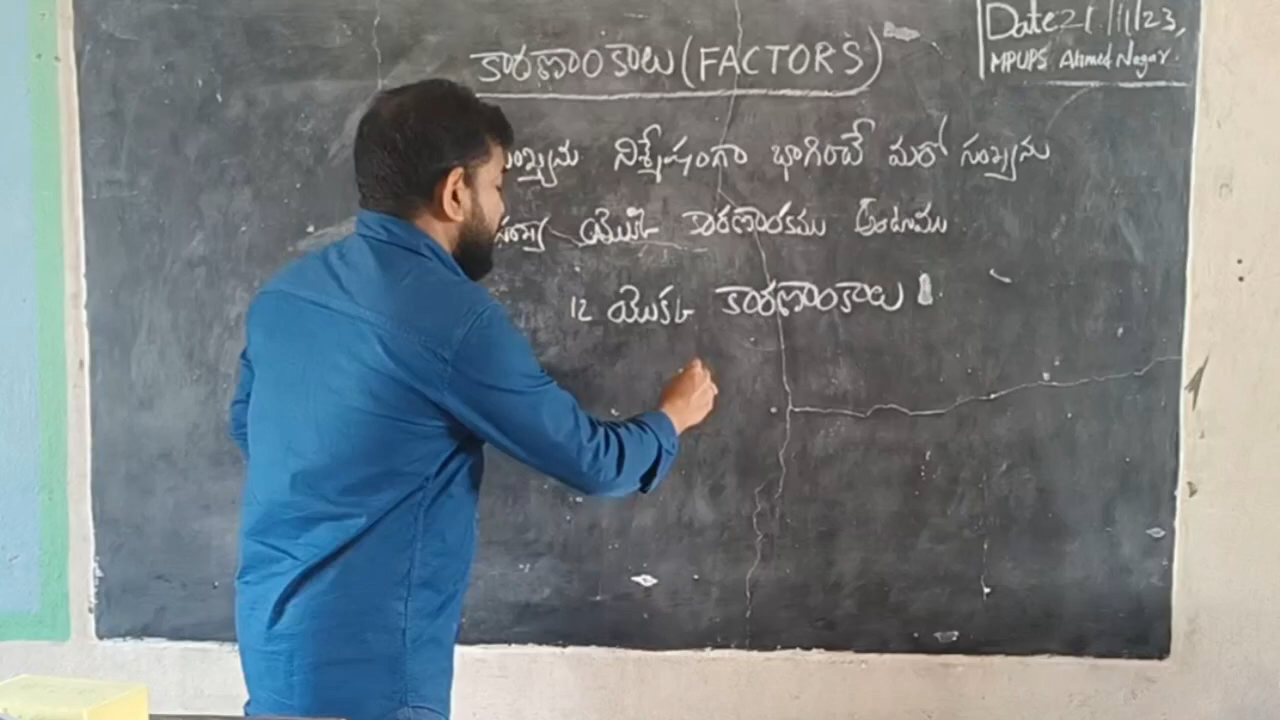 కారణాంకాలు (FACTORS)
Date 21/11/23,
MPUPS Ahmed Nagar.
సంఖ్యను నిశ్శేషంగా భాగించే మరో సంఖ్యను
సంఖ్య యొక్క కారణాంకము అంటాము
12 యొక్క కారణాంకాలు